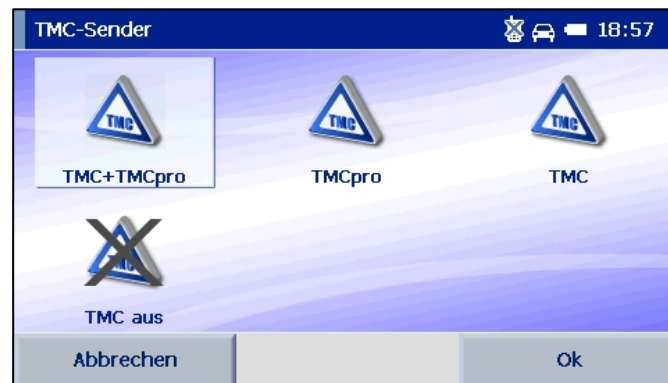 TMC-Sender 18:57
TMC TMC TMC
TMC+TMCpro TMCpro TMC
TMC
TMC aus
Abbrechen Ok